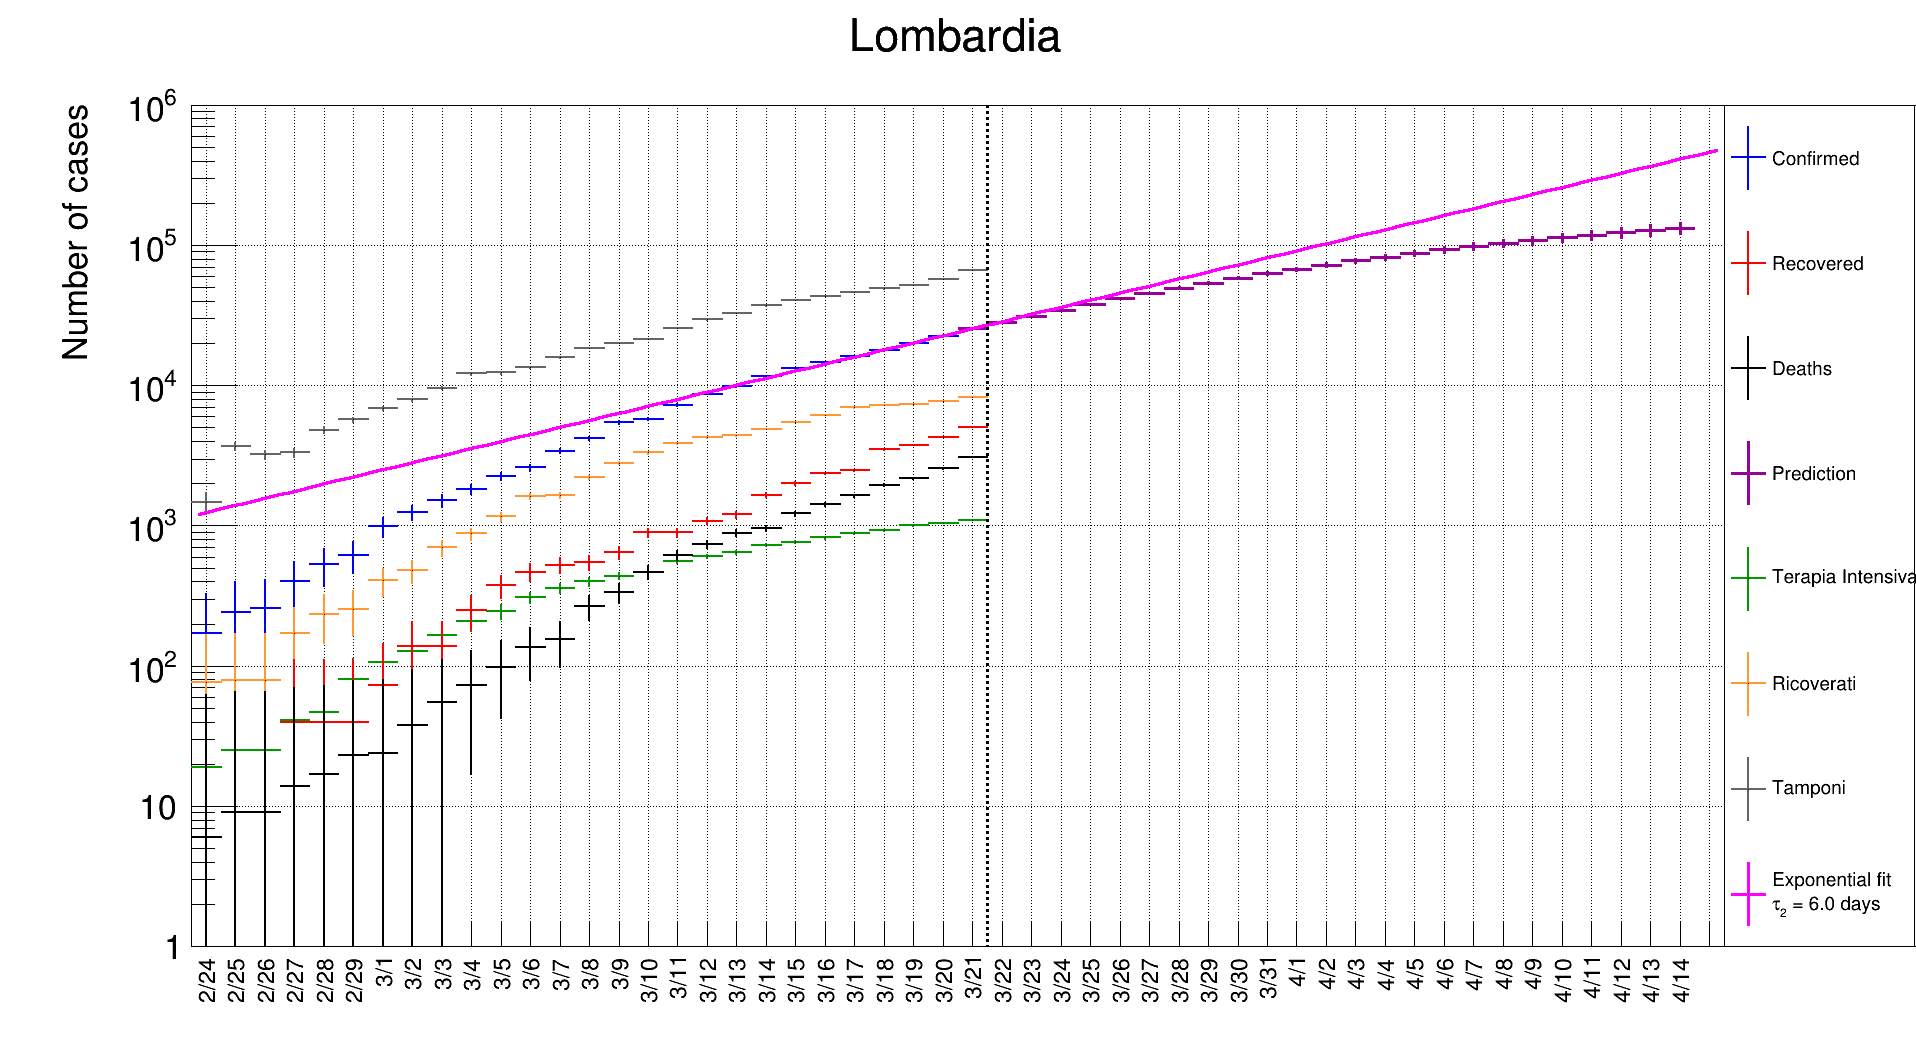 Lombardia
Number of cases
10^6
10^5
10^4
10^3
10^2
10
1
2/24 2/25 2/26 2/27 2/28 2/29 3/1 3/2 3/3 3/4 3/5 3/6 3/7 3/8 3/9 3/10 3/11 3/12 3/13 3/14 3/15 3/16 3/17 3/18 3/19 3/20 3/21 3/22 3/23 3/24 3/25 3/26 3/27 3/28 3/29 3/30 3/31 4/1 4/2 4/3 4/4 4/5 4/6 4/7 4/8 4/9 4/10 4/11 4/12 4/13 4/14
Confirmed
Recovered
Deaths
Prediction
Terapia Intensiva
Ricoverati
Tamponi
Exponential fit
τ₂ = 6.0 days